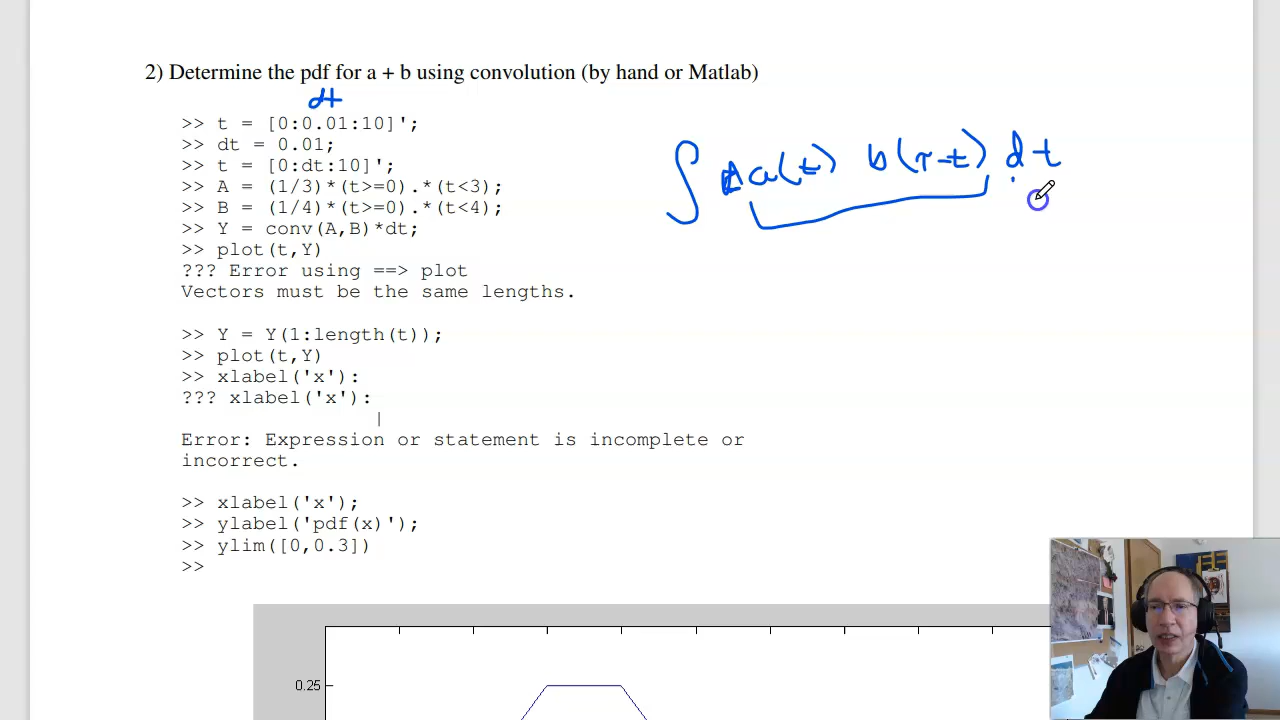 2) Determine the pdf for a + b using convolution (by hand or Matlab)
dt
>> t = [0:0.01:10]';
>> dt = 0.01;
>> t = [0:dt:10]';
>> A = (1/3)*(t>=0).*(t<3);
>> B = (1/4)*(t>=0).*(t<4);
>> Y = conv(A,B)*dt;
>> plot(t,Y)
??? Error using ==> plot
Vectors must be the same lengths.
∫ a(t) b(τ-t) dt
>> Y = Y(1:length(t));
>> plot(t,Y)
>> xlabel('x'):
??? xlabel('x'):
|
Error: Expression or statement is incomplete or
incorrect.
>> xlabel('x');
>> ylabel('pdf(x)');
>> ylim([0,0.3])
>>
0.25